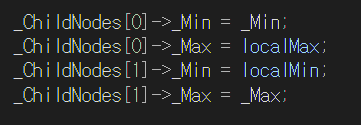 _ChildNodes[0]->_Min = _Min;
_ChildNodes[0]->_Max = localMax;
_ChildNodes[1]->_Min = localMin;
_ChildNodes[1]->_Max = _Max;